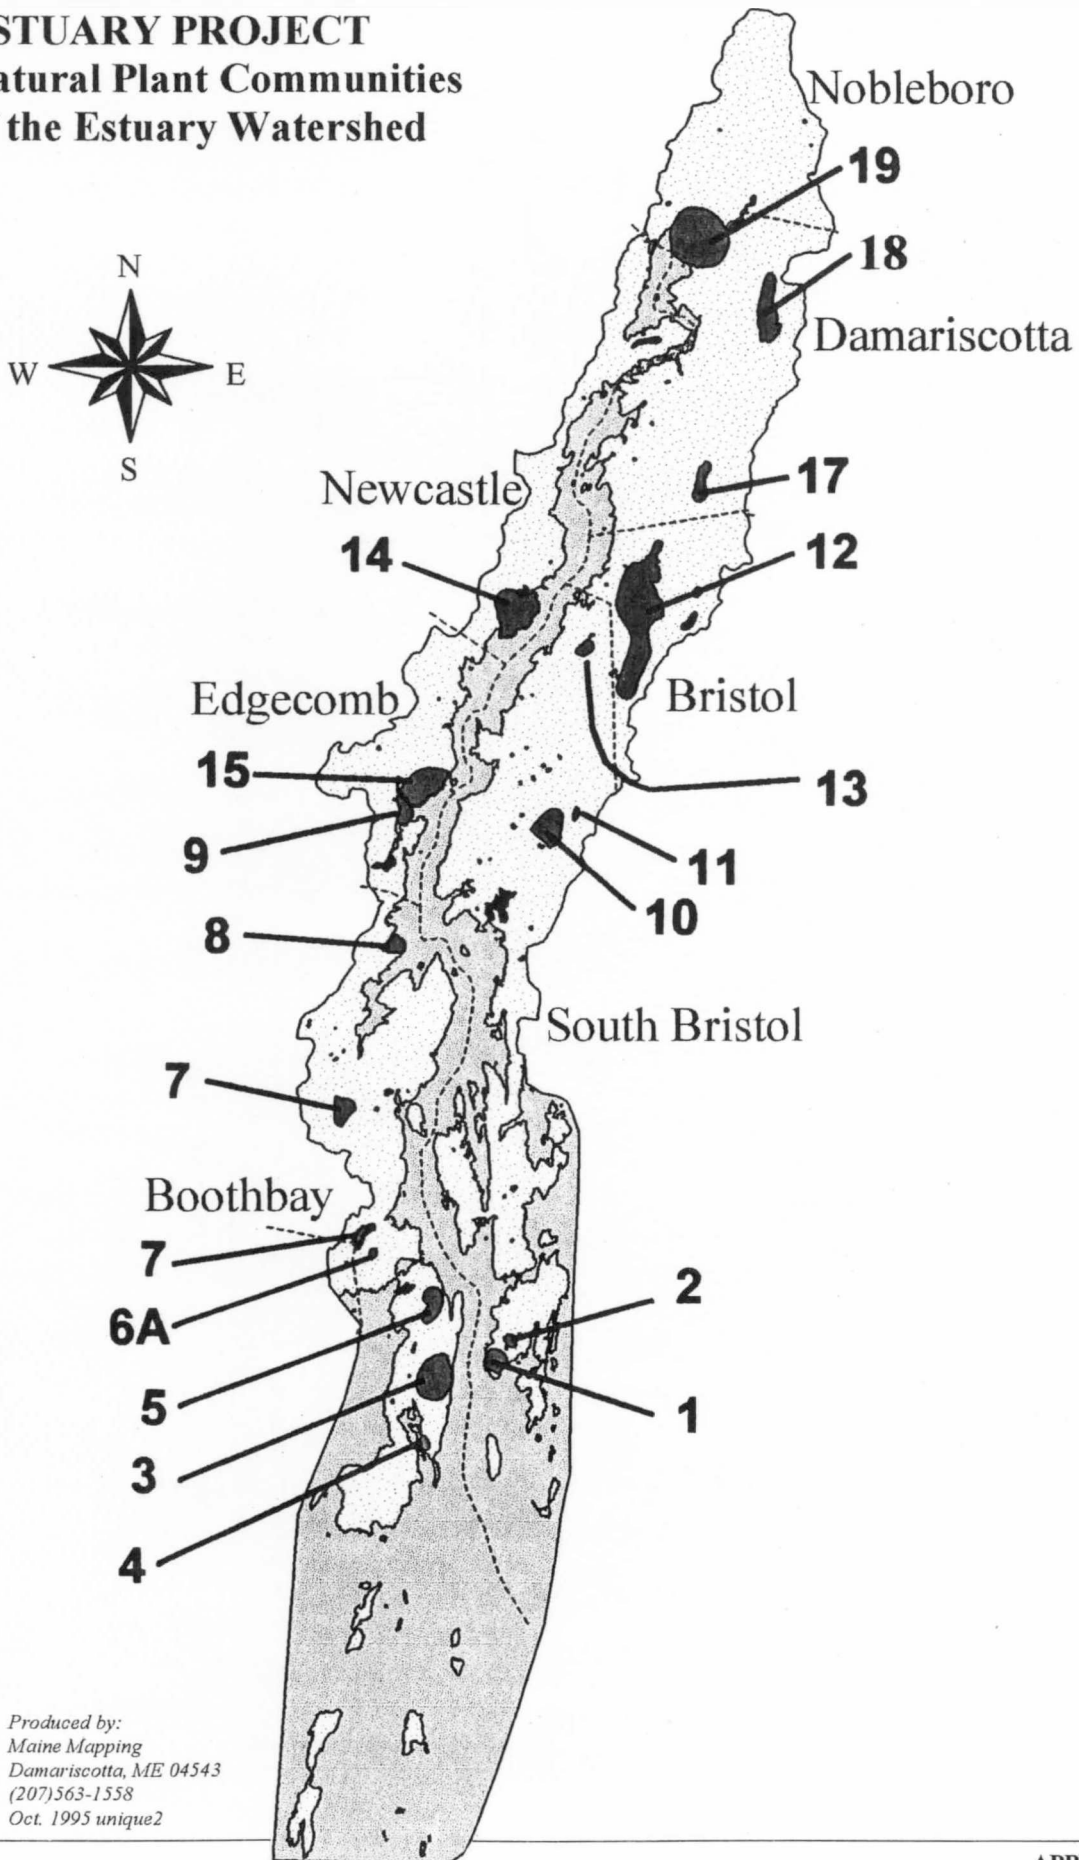 STUARY PROJECT
atural Plant Communities
the Estuary Watershed
Nobleboro
19
N
18
W
E
Damariscotta
S
17
Newcastle
14
12
Edgecomb
Bristol
15
13
9
11
10
8
South Bristol
7
Boothbay
7
2
6A
5
1
3
4
Produced by:
Maine Mapping
Damariscotta, ME 04543
(207)563-1558
Oct. 1995 unique2